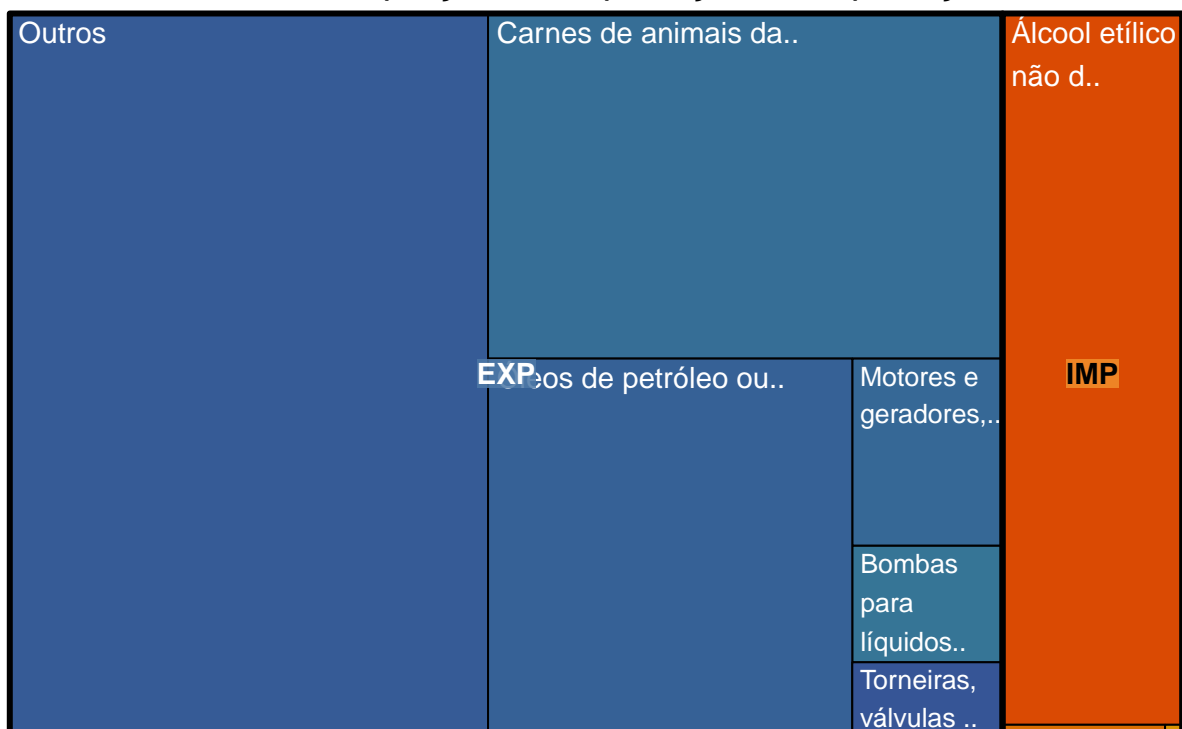 Outros
Carnes de animais da..
Álcool etílico
não d..
EXP
eos de petróleo ou..
Motores e
geradores,..
IMP
Bombas
para
líquidos..
Torneiras,
válvulas ..